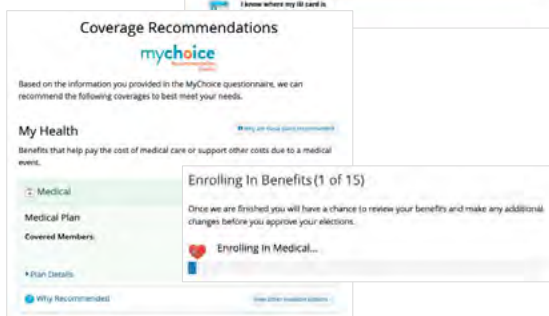 I know where my ID card is
Coverage Recommendations
mychoice
Based on the information you provided in the MyChoice questionnaire, we can
recommend the following coverages to best meet your needs.
My Health
Why are these plans recommended
Benefits that help pay the cost of medical care or support other costs due to a medical
event.
Medical
Medical Plan
Covered Members:
Plan Details
Why Recommended
View Other Available Options
Enrolling In Benefits (1 of 15)
Once we are finished you will have a chance to review your benefits and make any additional
changes before you approve your elections.
Enrolling In Medical...